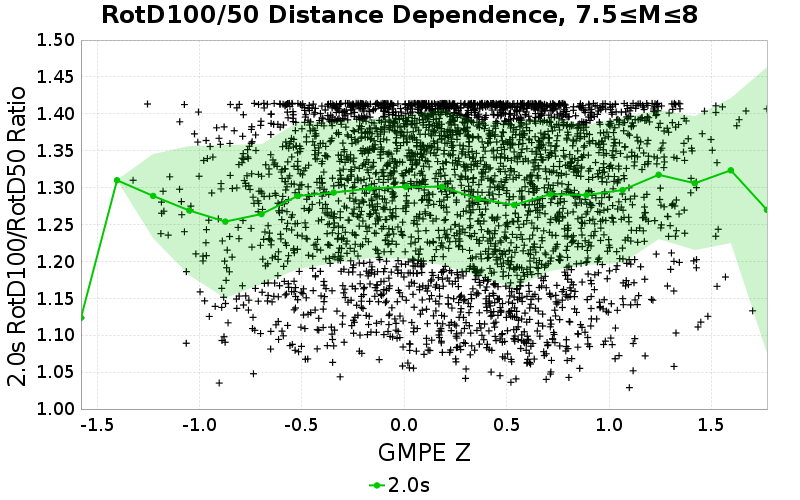 RotD100/50 Distance Dependence, 7.5≤M≤8
2.0s RotD100/RotD50 Ratio
1.50
1.45
1.40
1.35
1.30
1.25
1.20
1.15
1.10
1.05
1.00
-1.5 -1.0 -0.5 0.0 0.5 1.0 1.5
GMPE Z
2.0s